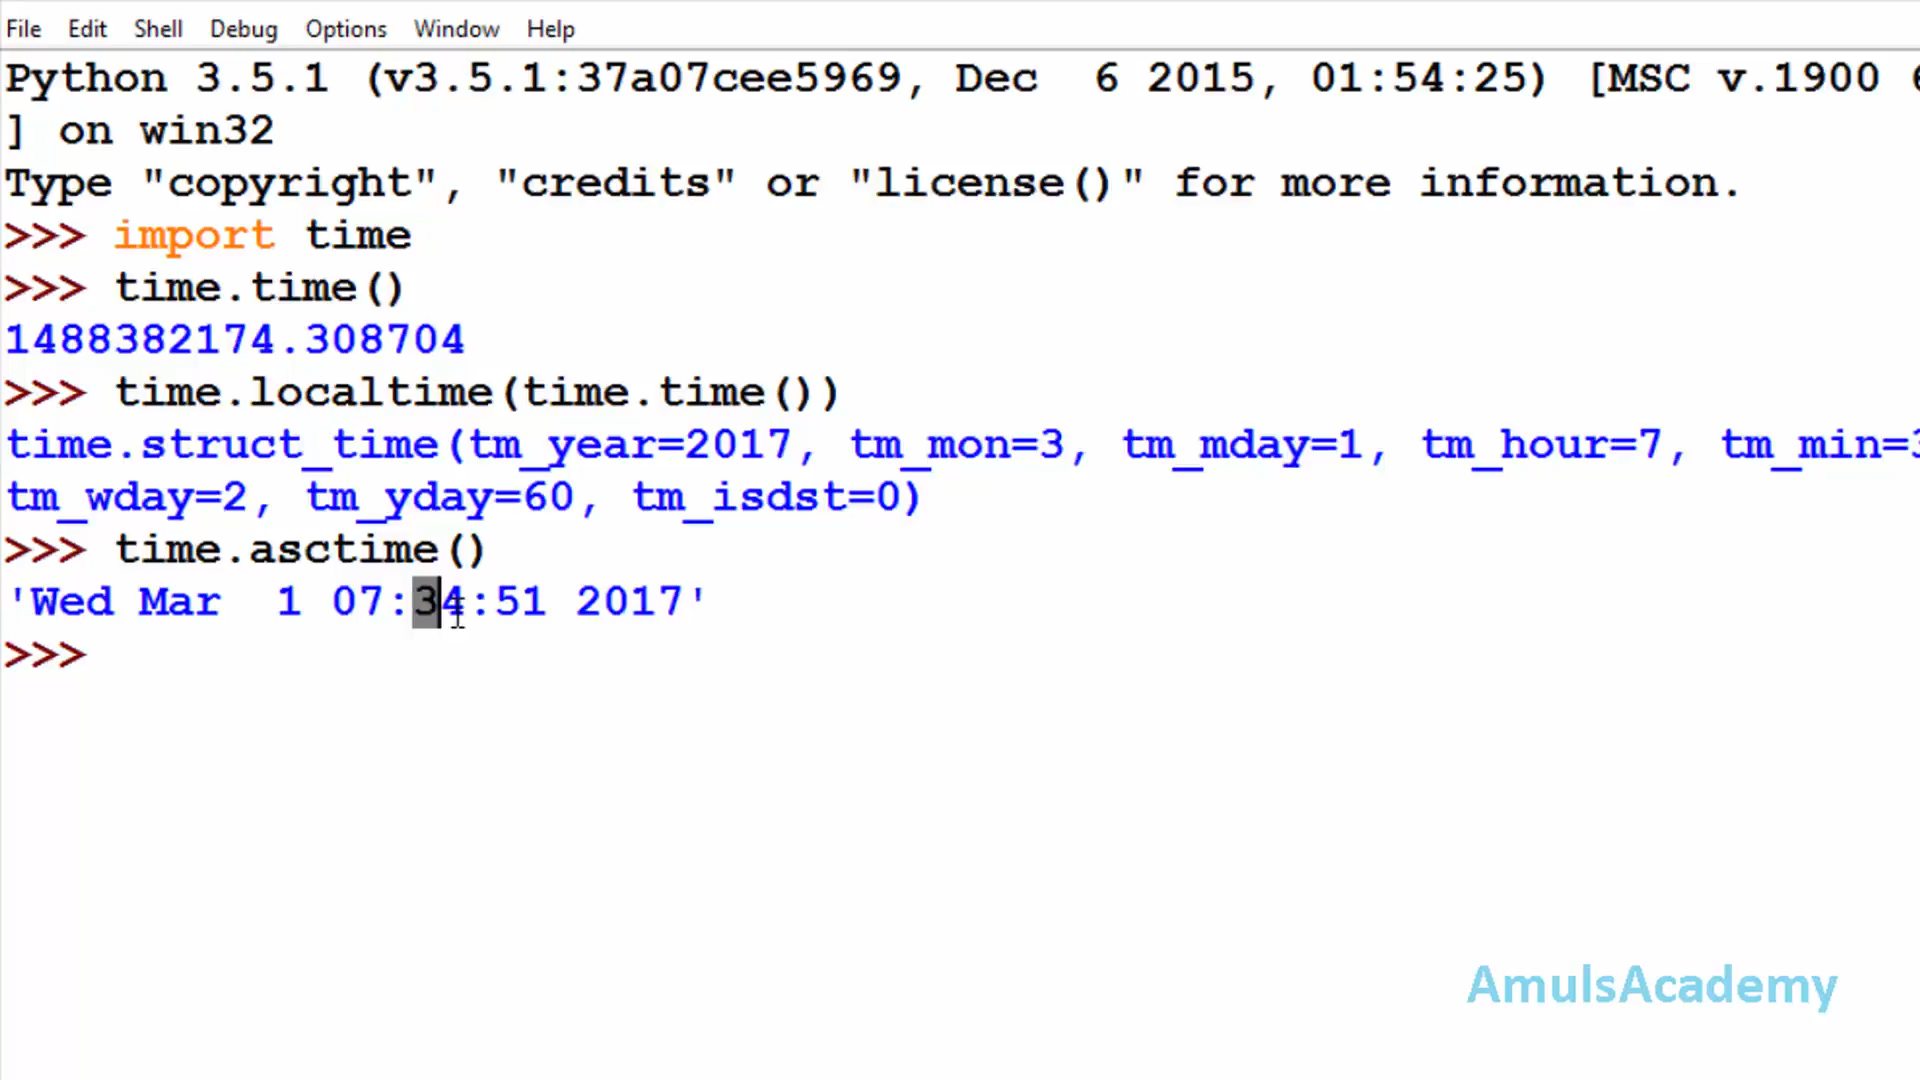 File Edit Shell Debug Options Window Help
Python 3.5.1 (v3.5.1:37a07cee5969, Dec  6 2015, 01:54:25) [MSC v.1900 6
] on win32
Type "copyright", "credits" or "license()" for more information.
>>> import time
>>> time.time()
1488382174.308704
>>> time.localtime(time.time())
time.struct_time(tm_year=2017, tm_mon=3, tm_mday=1, tm_hour=7, tm_min=3
tm_wday=2, tm_yday=60, tm_isdst=0)
>>> time.asctime()
'Wed Mar  1 07:34:51 2017'
>>>
AmulsAcademy